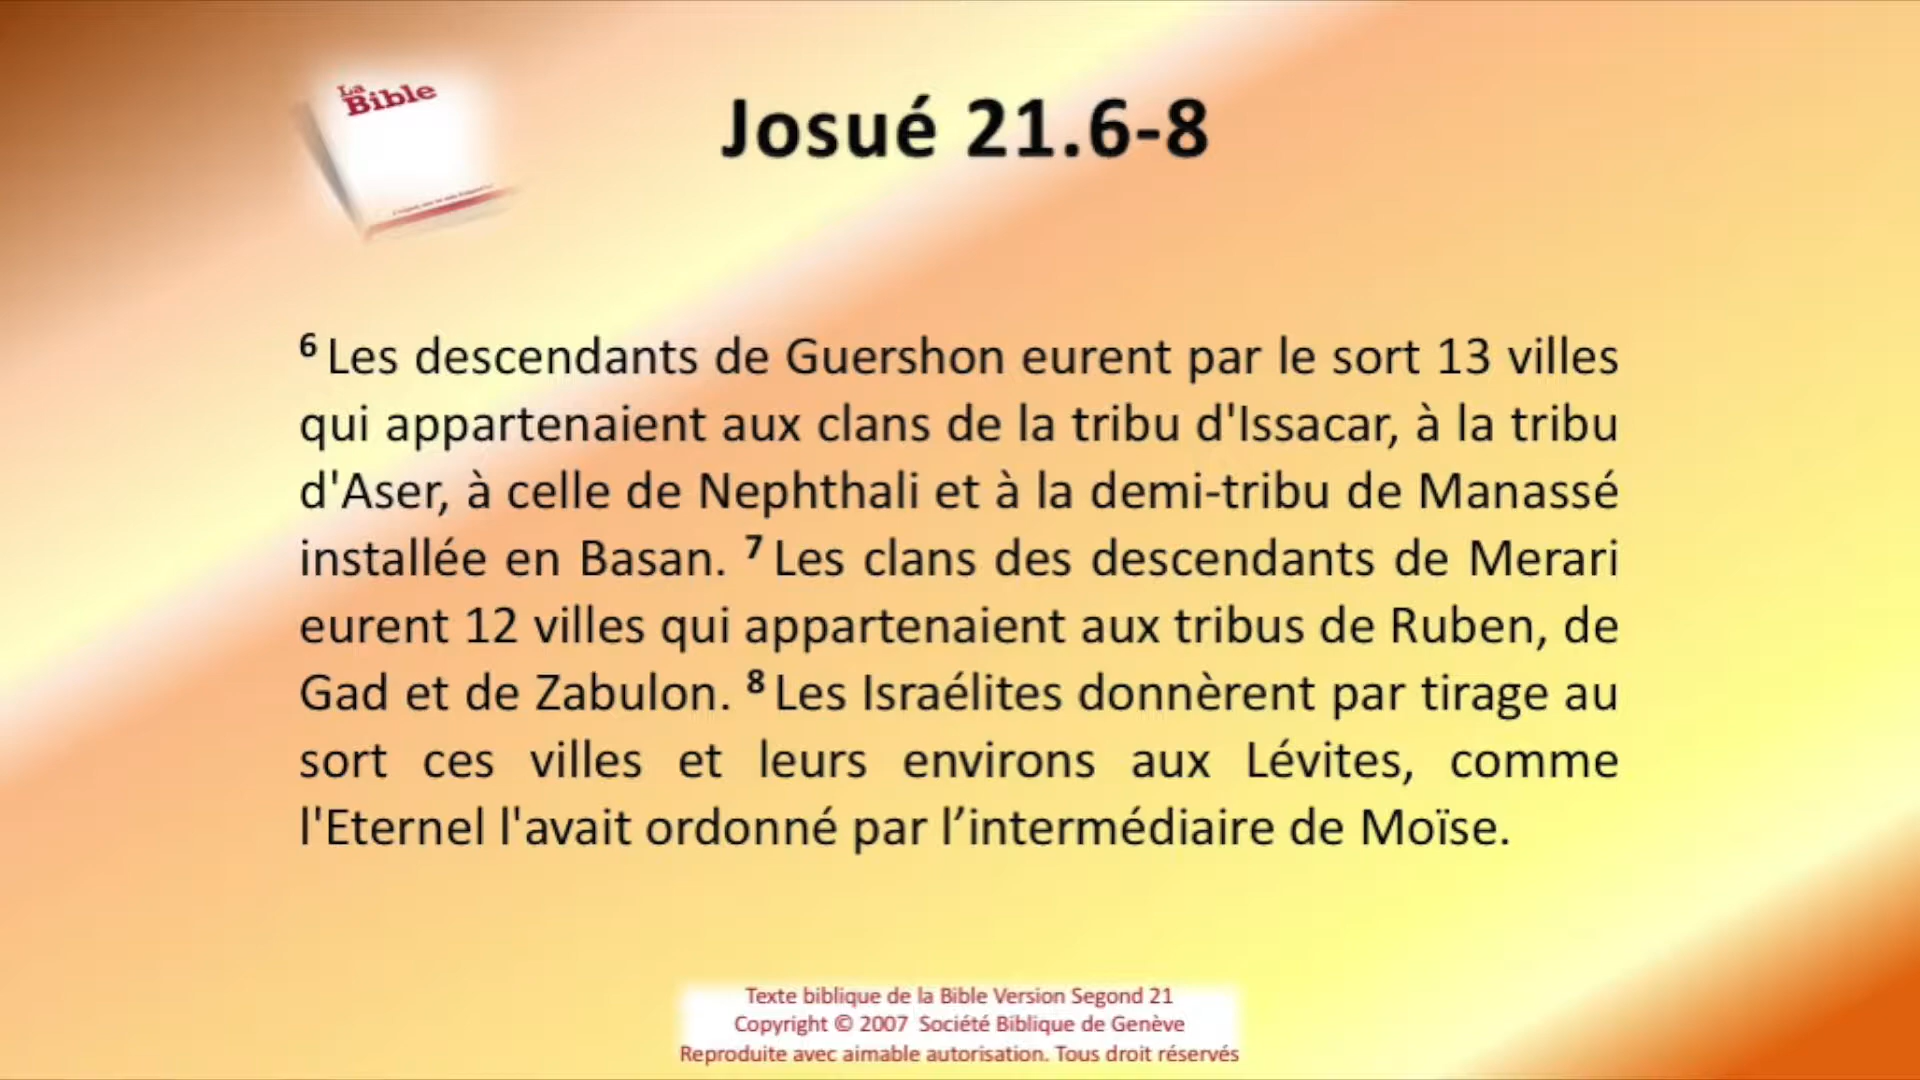 La
Bible
Josué 21.6-8
6 Les descendants de Guershon eurent par le sort 13 villes
qui appartenaient aux clans de la tribu d'Issacar, à la tribu
d'Aser, à celle de Nephthali et à la demi-tribu de Manassé
installée en Basan. 7 Les clans des descendants de Merari
eurent 12 villes qui appartenaient aux tribus de Ruben, de
Gad et de Zabulon. 8 Les Israélites donnèrent par tirage au
sort ces villes et leurs environs aux Lévites, comme
l'Eternel l'avait ordonné par l’intermédiaire de Moïse.
Texte biblique de la Bible Version Segond 21
Copyright © 2007 Société Biblique de Genève
Reproduite avec aimable autorisation. Tous droit réservés